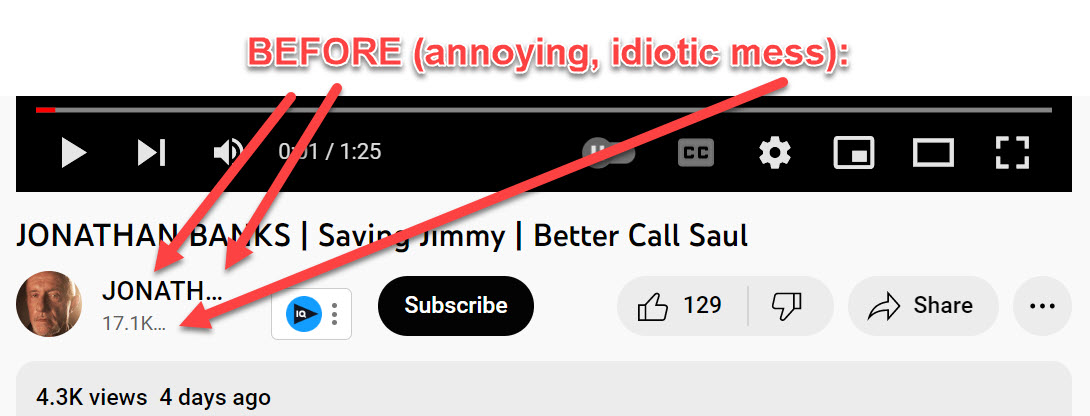 BEFORE (annoying, idiotic mess):
0:01 / 1:25
CC
JONATHAN BANKS | Saving Jimmy | Better Call Saul
JONATH...
17.1K...
IQ
Subscribe
129
Share
4.3K views 4 days ago